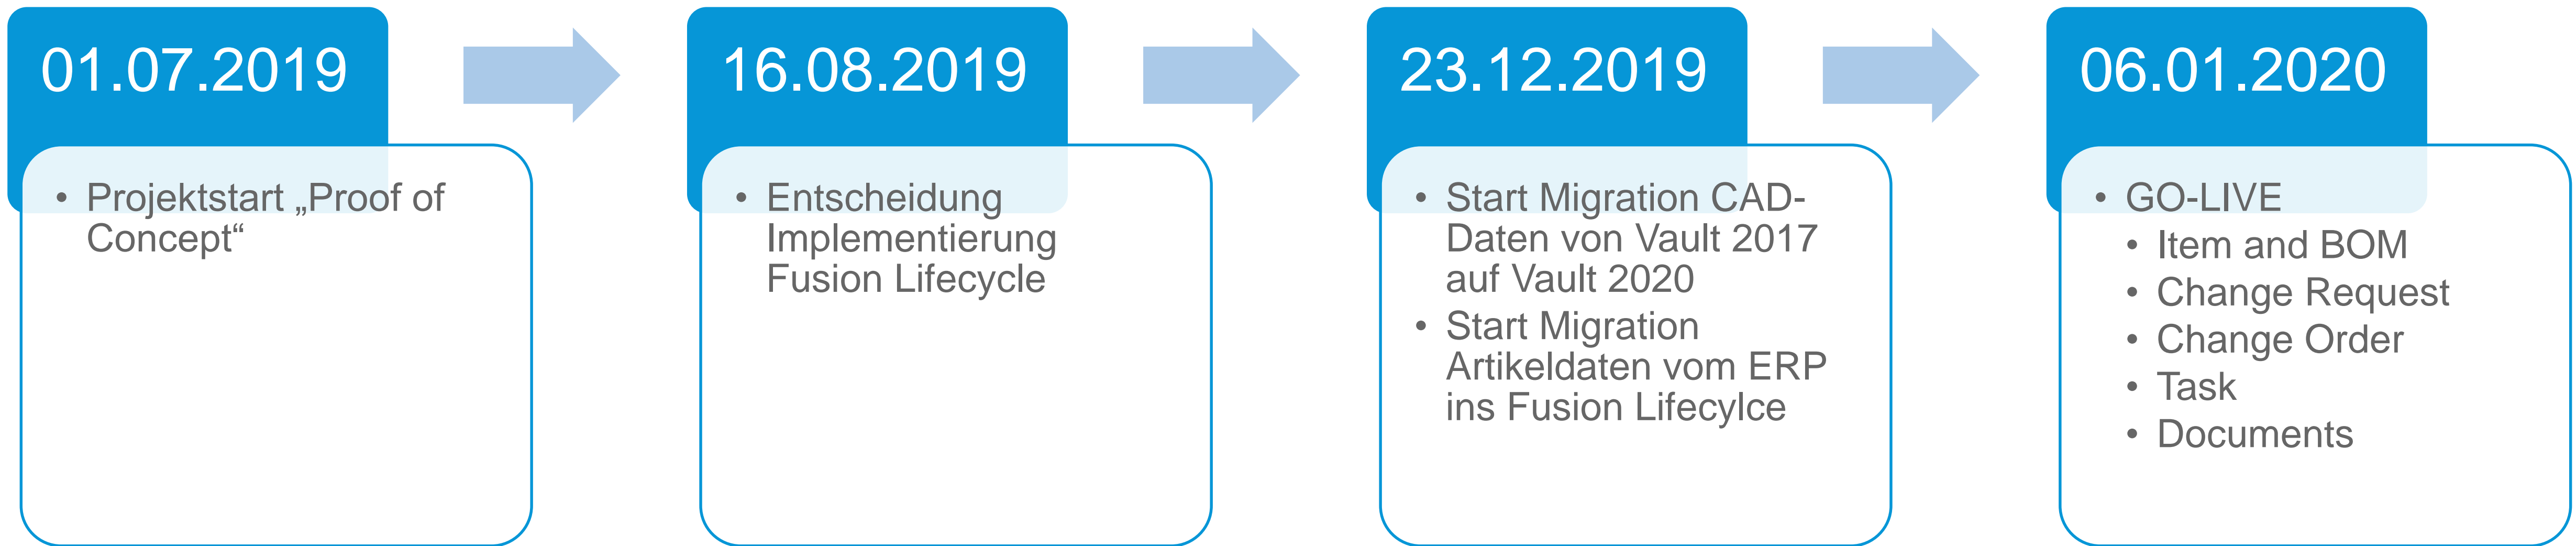 01.07.2019
• Projektstart „Proof of
Concept“
16.08.2019
• Entscheidung
Implementierung
Fusion Lifecycle
23.12.2019
• Start Migration CAD-
Daten von Vault 2017
auf Vault 2020
• Start Migration
Artikeldaten vom ERP
ins Fusion Lifecylce
06.01.2020
• GO-LIVE
• Item and BOM
• Change Request
• Change Order
• Task
• Documents